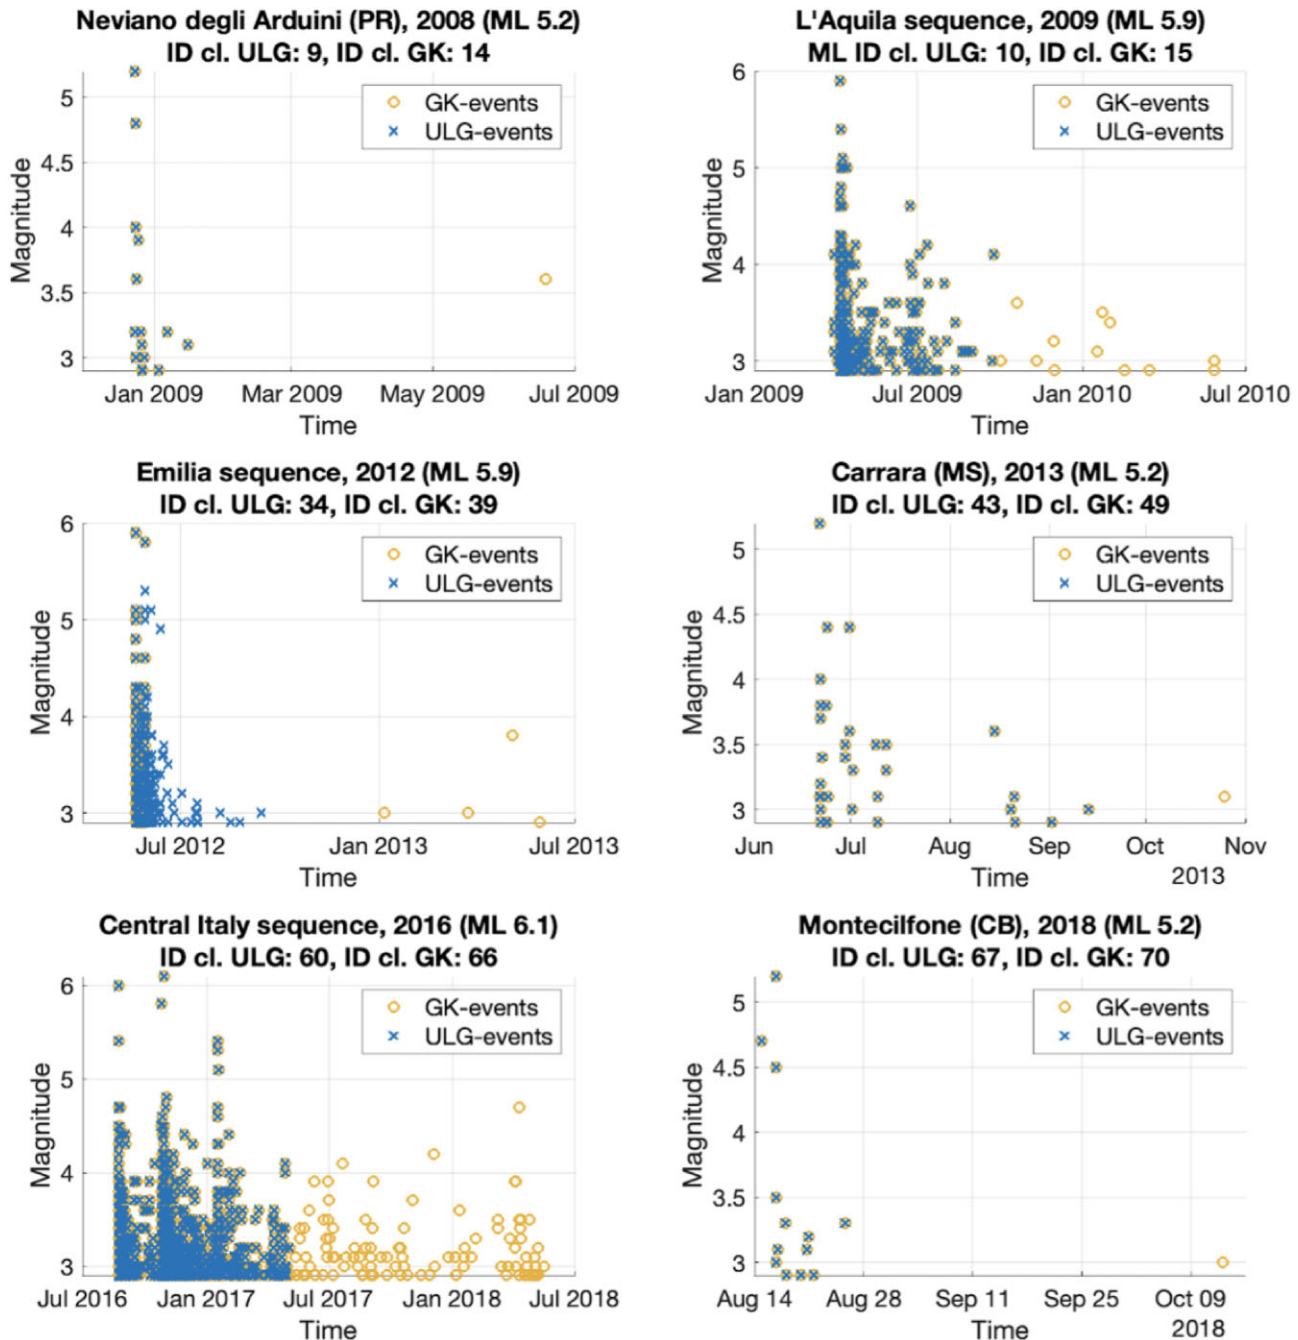 Neviano degli Arduini (PR), 2008 (ML 5.2)
ID cl. ULG: 9, ID cl. GK: 14
GK-events
ULG-events
5
4.5
4
3.5
3
Magnitude
Jan 2009 Mar 2009 May 2009 Jul 2009
Time
L'Aquila sequence, 2009 (ML 5.9)
ML ID cl. ULG: 10, ID cl. GK: 15
GK-events
ULG-events
6
5
4
3
Magnitude
Jan 2009 Jul 2009 Jan 2010 Jul 2010
Time
Emilia sequence, 2012 (ML 5.9)
ID cl. ULG: 34, ID cl. GK: 39
GK-events
ULG-events
6
5
4
3
Magnitude
Jul 2012 Jan 2013 Jul 2013
Time
Carrara (MS), 2013 (ML 5.2)
ID cl. ULG: 43, ID cl. GK: 49
GK-events
ULG-events
5
4.5
4
3.5
3
Magnitude
Jun Jul Aug Sep Oct Nov
Time 2013
Central Italy sequence, 2016 (ML 6.1)
ID cl. ULG: 60, ID cl. GK: 66
GK-events
ULG-events
6
5
4
3
Magnitude
Jul 2016 Jan 2017 Jul 2017 Jan 2018 Jul 2018
Time
Montecilfone (CB), 2018 (ML 5.2)
ID cl. ULG: 67, ID cl. GK: 70
GK-events
ULG-events
5
4.5
4
3.5
3
Magnitude
Aug 14 Aug 28 Sep 11 Sep 25 Oct 09
Time 2018